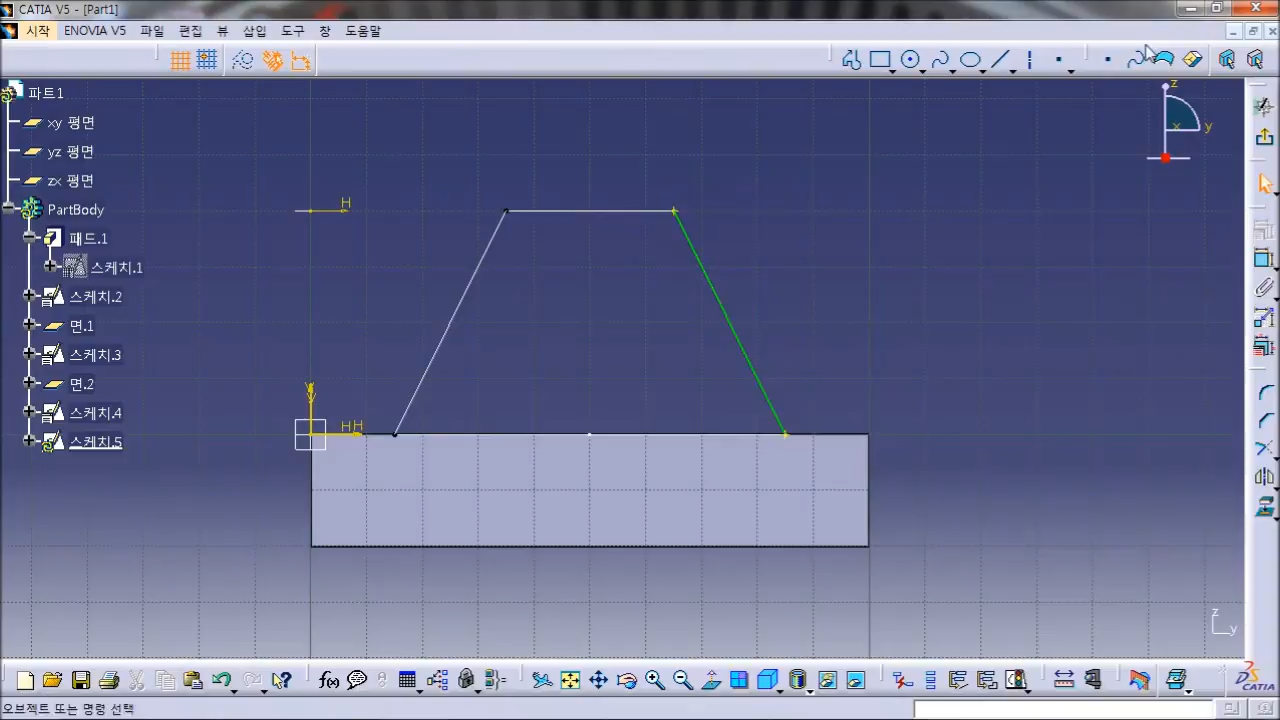 CATIA V5 - [Part1]
시작 ENOVIA V5 파일 편집 뷰 삽입 도구 창 도움말
파트1
xy 평면
yz 평면
zx 평면
PartBody
패드.1
스케치.1
스케치.2
면.1
스케치.3
면.2
스케치.4
스케치.5
z
x
y
H
V
HH
z
y
f(x)
CATIA
오브젝트 또는 명령 선택